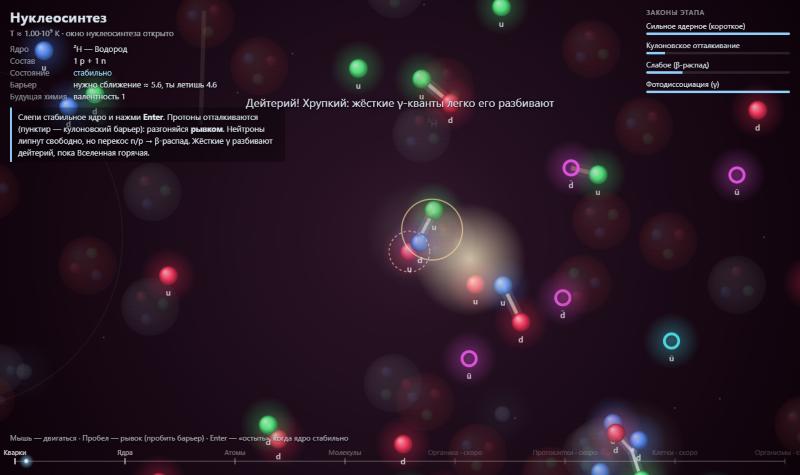 Нуклеосинтез
T ≈ 1.00·10⁹ K · окно нуклеосинтеза открыто
Ядро ²H — Водород
Состав 1 p + 1 n
Состояние стабильно
Барьер нужно сближение ≈ 5.6, ты летишь 4.6
Будущая химия валентность 1
Слепи стабильное ядро и нажми Enter. Протоны отталкиваются
(пунктир — кулоновский барьер): разгоняйся рывком. Нейтроны
липнут свободно, но перекос n/p → β-распад. Жёсткие γ разбивают
дейтерий, пока Вселенная горячая.
ЗАКОНЫ ЭТАПА
Сильное ядерное (короткое)
Кулоновское отталкивание
Слабое (β-распад)
Фотодиссоциация (γ)
Дейтерий! Хрупкий: жёсткие γ-кванты легко его разбивают
u
u
u
u
d
d
d
d̄
u
ū
u
d
u
u
u
u
d
d̄
ū
ū
d
d
d
d
Мышь — двигаться · Пробел — рывок (пробить барьер) · Enter — «остыть», когда ядро стабильно
Кварки
Ядра
Атомы
Молекулы
Органика · скоро
Протоклетки · скоро
Клетки · скоро